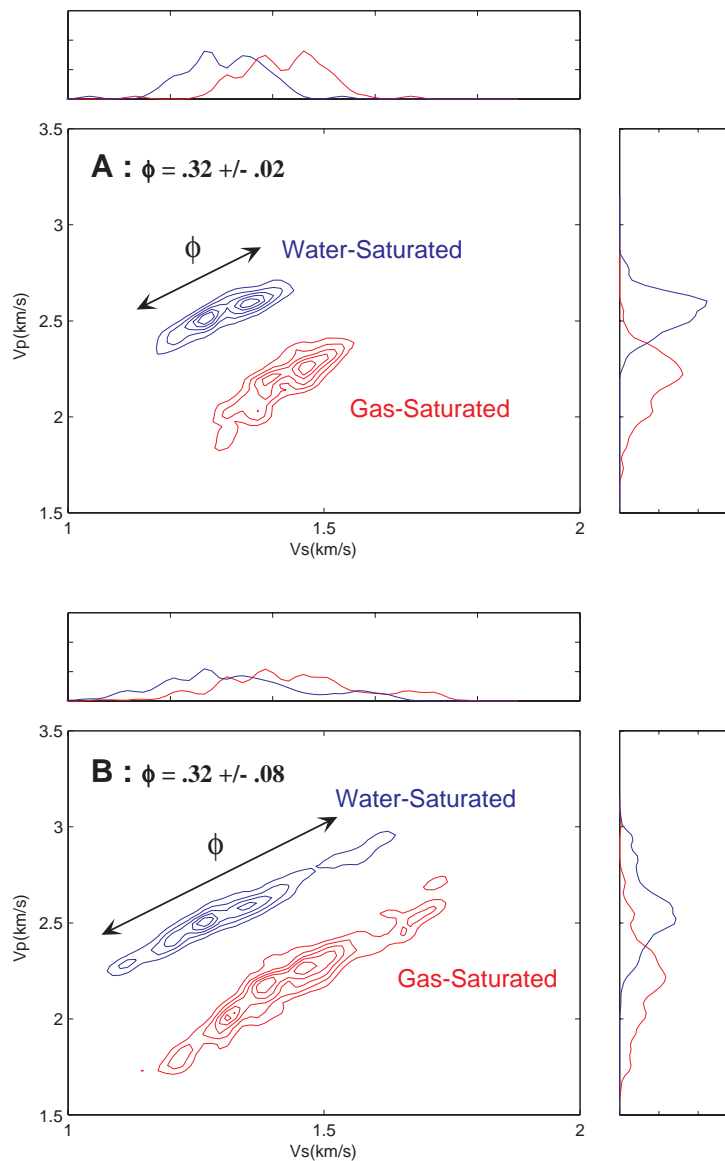 3.5
A : ϕ = .32 +/- .02
3
ϕ
Water-Saturated
Vp(km/s)
2.5
2
Gas-Saturated
1.5
1
1.5
2
Vs(km/s)
3.5
B : ϕ = .32 +/- .08
Water-Saturated
3
ϕ
Vp(km/s)
2.5
Gas-Saturated
2
1.5
1
1.5
2
Vs(km/s)